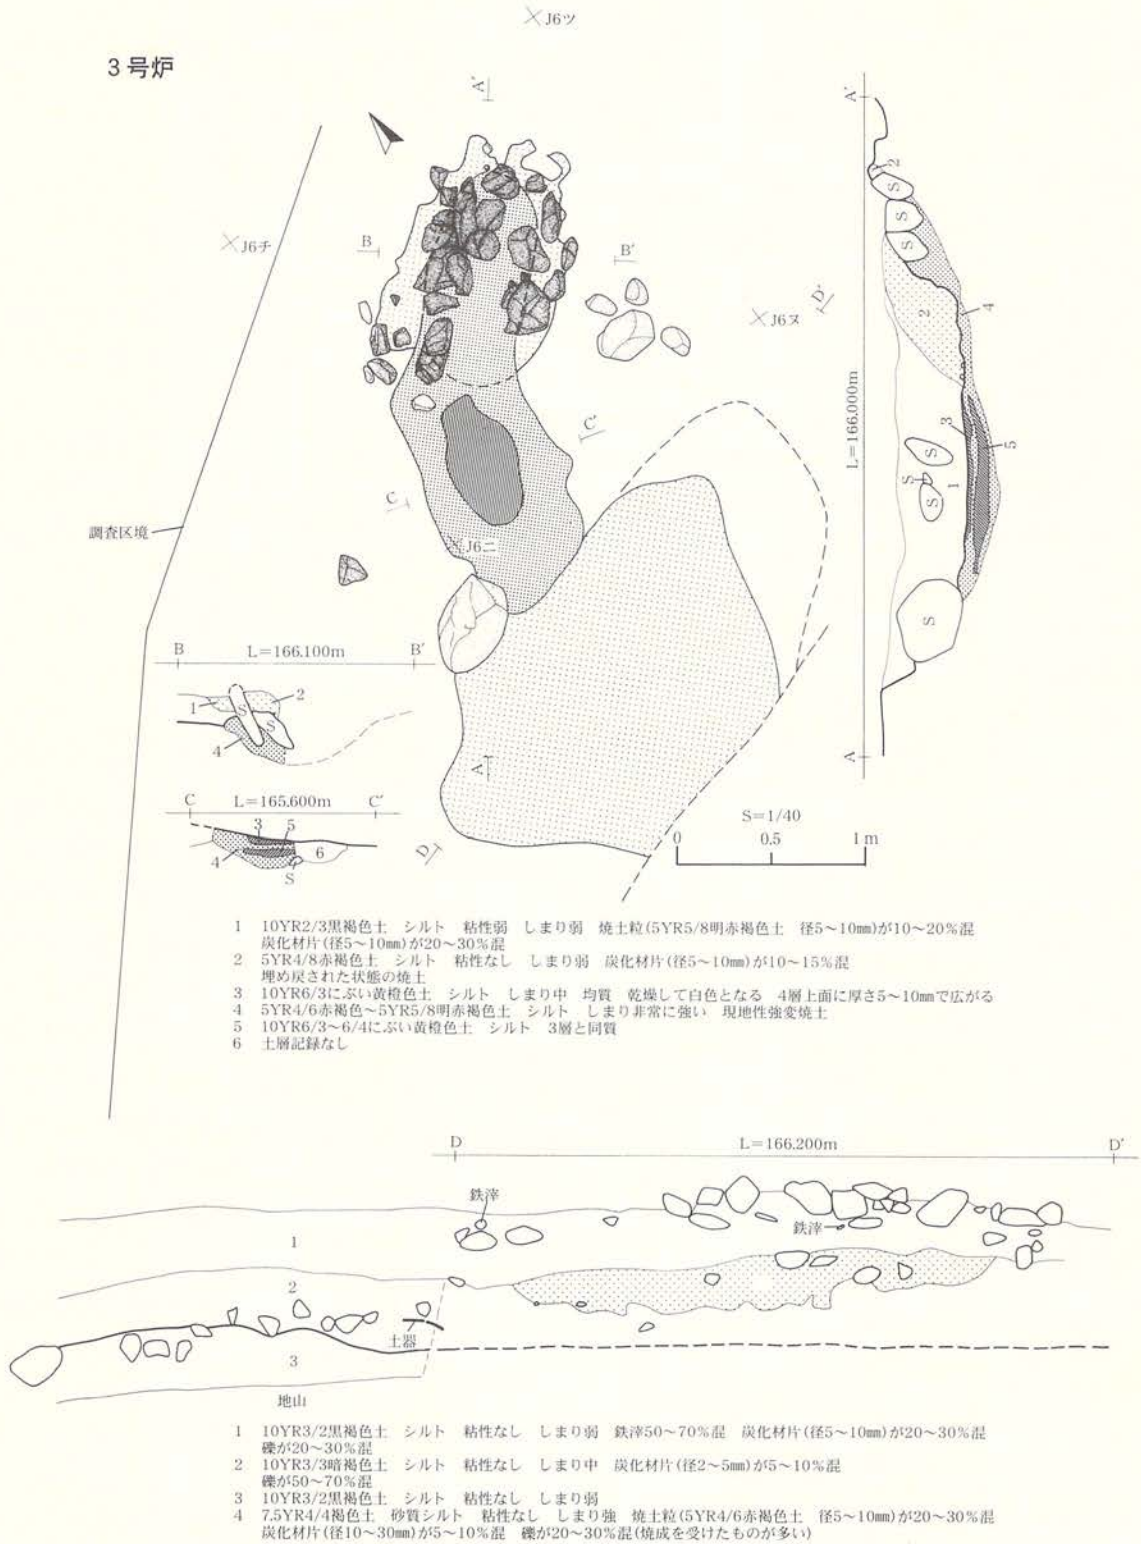 J6ツ
3号炉
A'
A'
2
S
S
S
J6チ
B
B'
D'
J6ヌ
2
4
L=166.000m
C'
3
S
5
S
S
1
C
調査区境
J6ニ
S
B
L=166.100m
B'
1
S
2
S
4
A
A
C
L=165.600m
C'
3
5
4
6
S
D
S=1/40
0
0.5
1m
1 10YR2/3黒褐色土 シルト 粘性弱 しまり弱 焼土粒(5YR5/8明赤褐色土 径5~10mm)が10~20%混
炭化材片(径5~10mm)が20~30%混
2 5YR4/8赤褐色土 シルト 粘性なし しまり弱 炭化材片(径5~10mm)が10~15%混
埋め戻された状態の焼土
3 10YR6/3にぶい黄橙色土 シルト しまり中 均質 乾燥して白色となる 4層上面に厚さ5~10mmで広がる
4 5YR4/6赤褐色~5YR5/8明赤褐色土 シルト しまり非常に強い 現地性強変焼土
5 10YR6/3~6/4にぶい黄橙色土 シルト 3層と同質
6 土層記録なし
D
L=166.200m
D'
鉄滓
鉄滓
1
2
土器
3
地山
1 10YR3/2黒褐色土 シルト 粘性なし しまり弱 鉄滓50~70%混 炭化材片(径5~10mm)が20~30%混
礫が20~30%混
2 10YR3/3暗褐色土 シルト 粘性なし しまり中 炭化材片(径2~5mm)が5~10%混
礫が50~70%混
3 10YR3/2黒褐色土 シルト 粘性なし しまり弱
4 7.5YR4/4褐色土 砂質シルト 粘性なし しまり強 焼土粒(5YR4/6赤褐色土 径5~10mm)が20~30%混
炭化材片(径10~30mm)が5~10%混 礫が20~30%混(焼成を受けたものが多い)